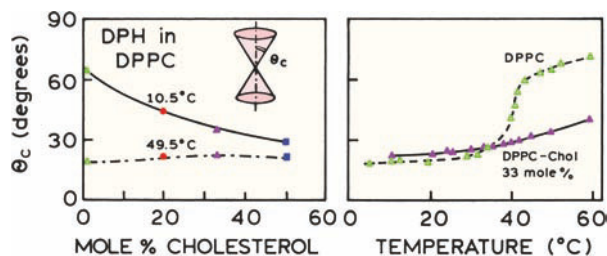 DPH in
DPPC
θc
10.5°C
49.5°C
θc (degrees)
90
60
30
0
0
20
40
60
MOLE % CHOLESTEROL
DPPC
DPPC-Chol
33 mole %
0
20
40
60
TEMPERATURE (°C)